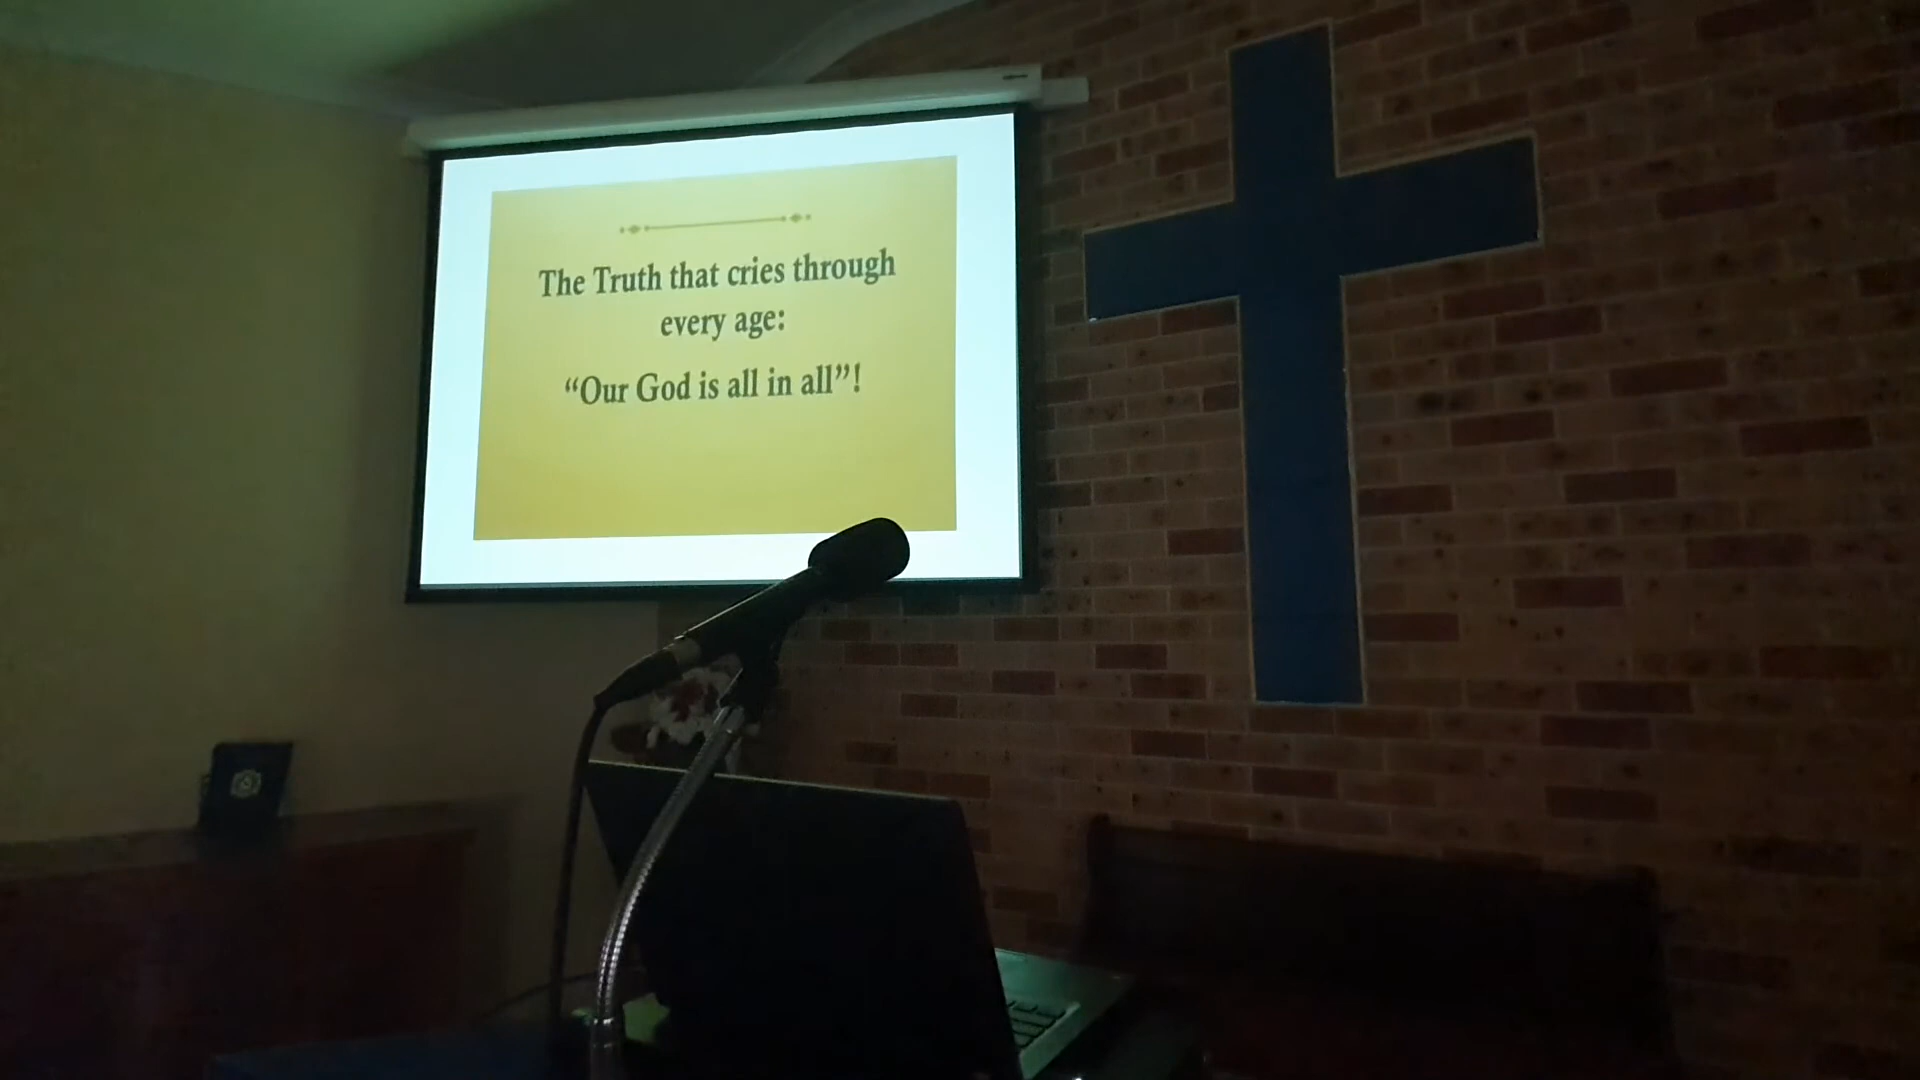 The Truth that cries through
every age:
“Our God is all in all”!